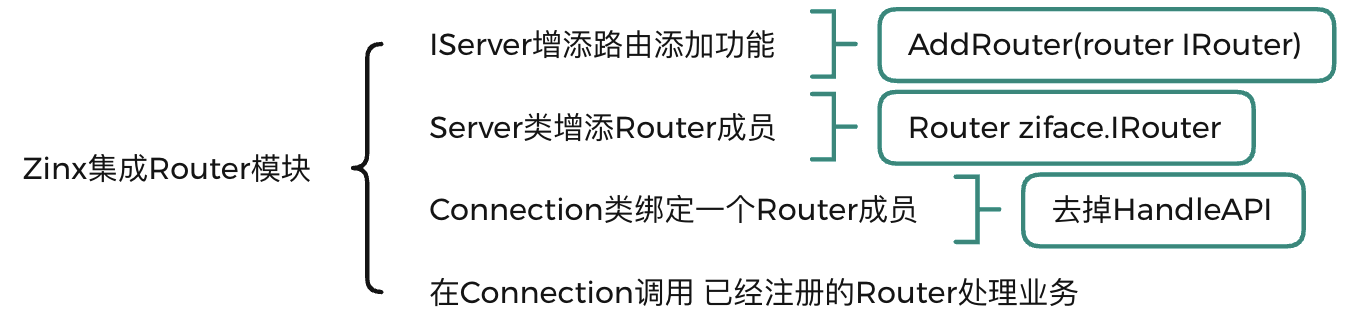 IServer增添路由添加功能
AddRouter(router IRouter)
Server类增添Router成员
Router ziface.IRouter
Zinx集成Router模块
Connection类绑定一个Router成员
去掉HandleAPI
在Connection调用 已经注册的Router处理业务